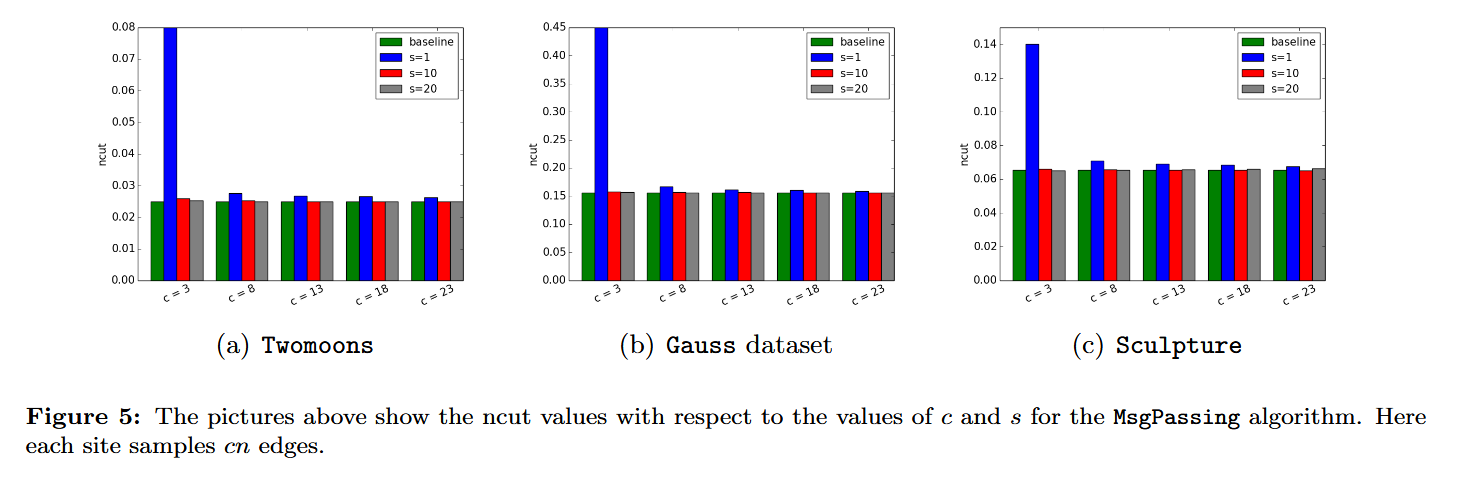 0.08
0.07
0.06
0.05
0.04
0.03
0.02
0.01
0.00
ncut
baseline
s=1
s=10
s=20
c = 3
c = 8
c = 13
c = 18
c = 23
(a) Twomoons
0.45
0.40
0.35
0.30
0.25
0.20
0.15
0.10
0.05
0.00
ncut
baseline
s=1
s=10
s=20
c = 3
c = 8
c = 13
c = 18
c = 23
(b) Gauss dataset
0.14
0.12
0.10
0.08
0.06
0.04
0.02
0.00
ncut
baseline
s=1
s=10
s=20
c = 3
c = 8
c = 13
c = 18
c = 23
(c) Sculpture
Figure 5: The pictures above show the ncut values with respect to the values of c and s for the MsgPassing algorithm. Here
each site samples cn edges.